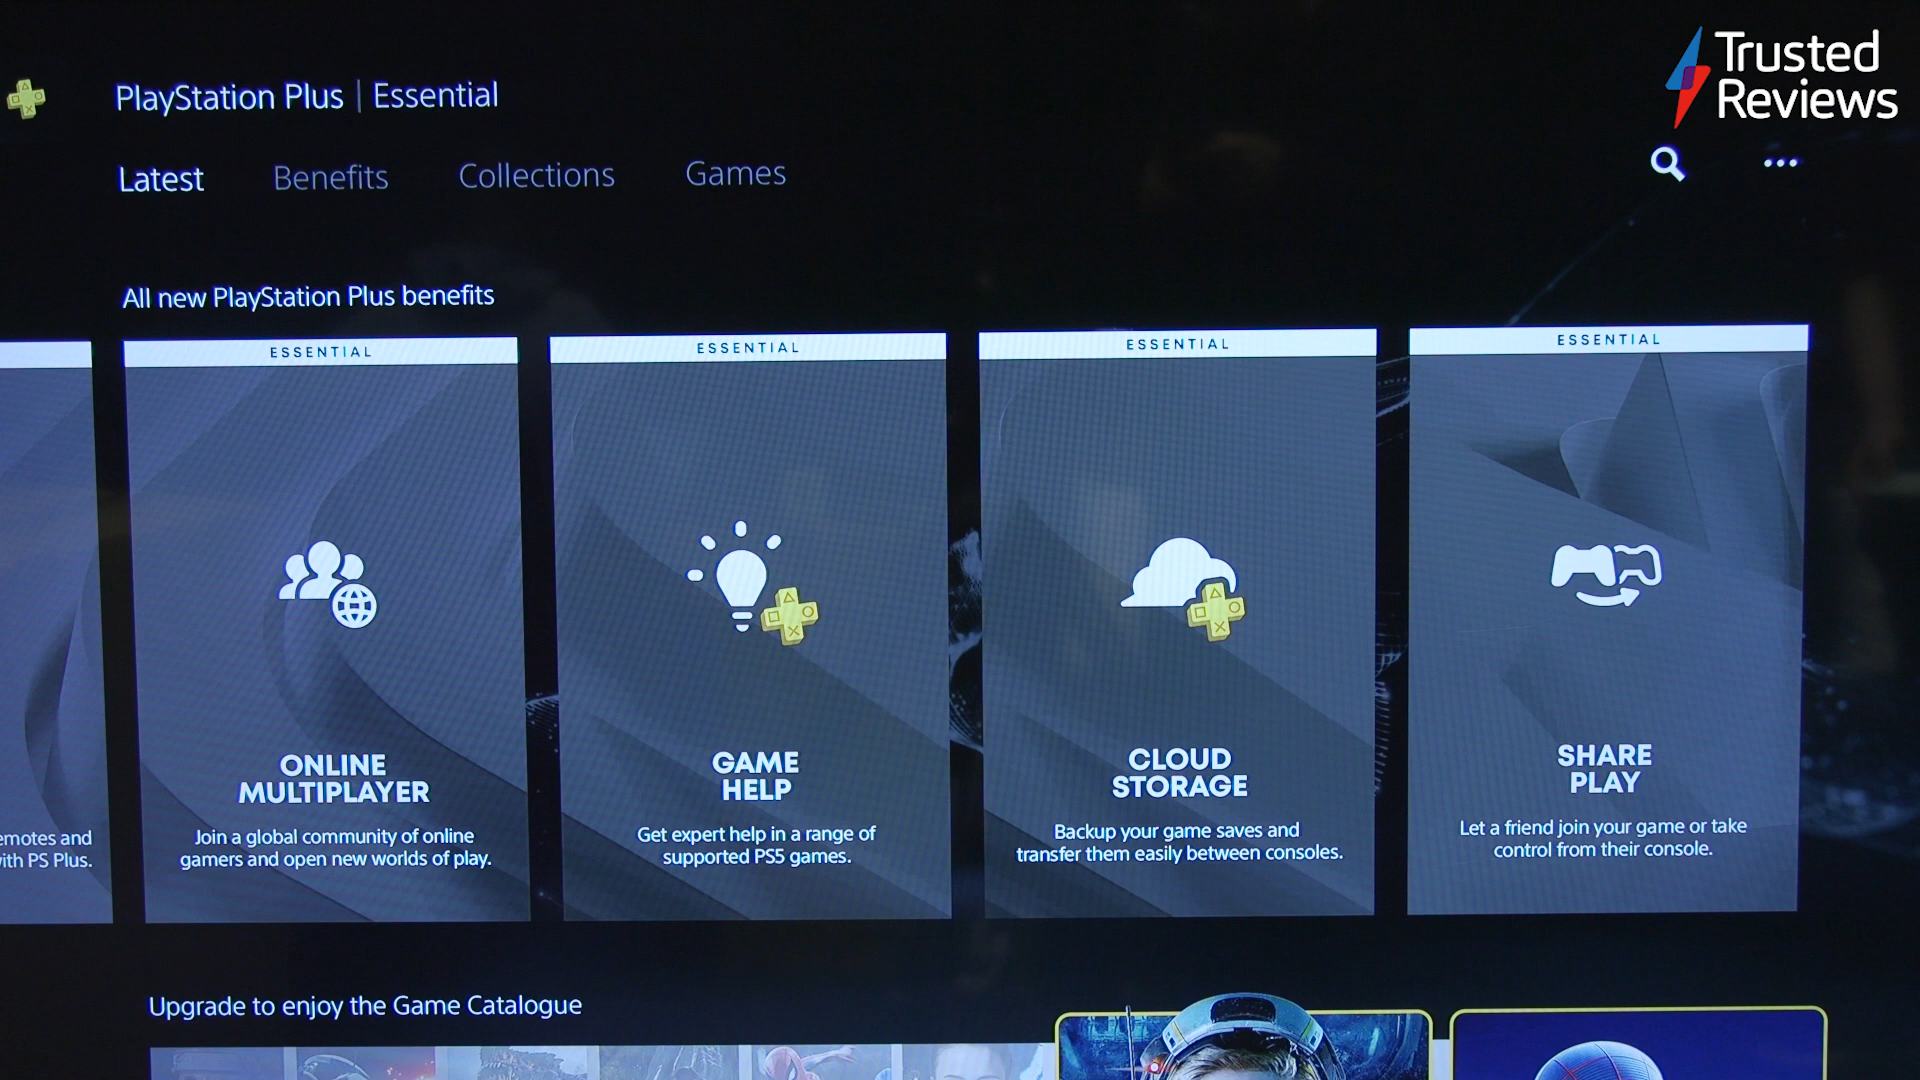 Trusted
Reviews
PlayStation Plus | Essential
Latest Benefits Collections Games
All new PlayStation Plus benefits
ESSENTIAL
ONLINE
MULTIPLAYER
Join a global community of online
gamers and open new worlds of play.
ESSENTIAL
GAME
HELP
Get expert help in a range of
supported PS5 games.
ESSENTIAL
CLOUD
STORAGE
Backup your game saves and
transfer them easily between consoles.
ESSENTIAL
SHARE
PLAY
Let a friend join your game or take
control from their console.
emotes and
with PS Plus.
Upgrade to enjoy the Game Catalogue